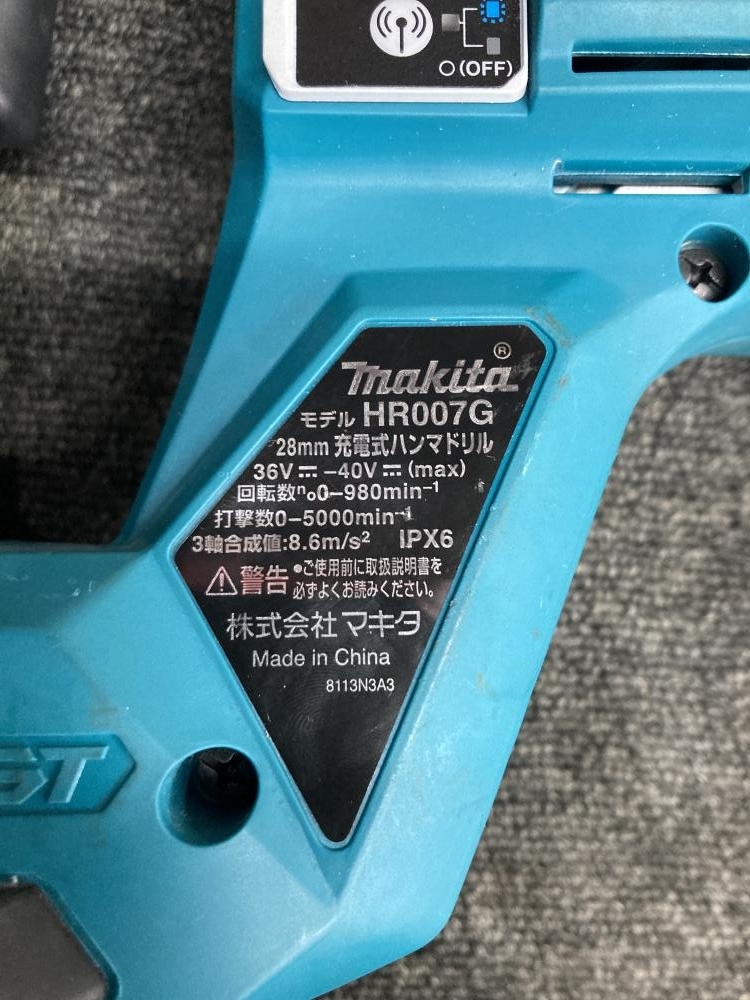 ○(OFF)
makita®
モデル HR007G
28mm 充電式ハンマドリル
36V⎓-40V⎓(max)
回転数n₀0-980min⁻¹
打撃数0-5000min⁻¹
3軸合成値:8.6m/s² IPX6
⚠警告 •ご使用前に取扱説明書を
必ずよくお読みください。
株式会社マキタ
Made in China
8113N3A3